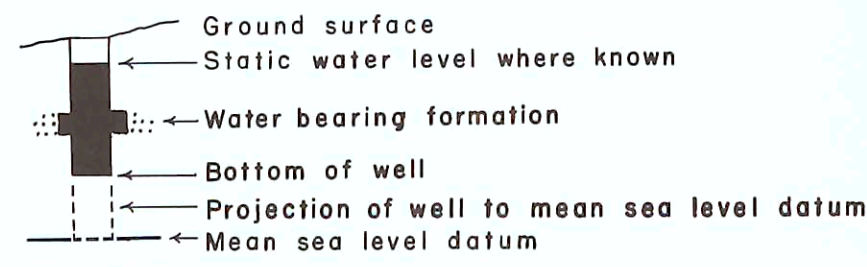 Ground surface
Static water level where known
Water bearing formation
Bottom of well
Projection of well to mean sea level datum
Mean sea level datum